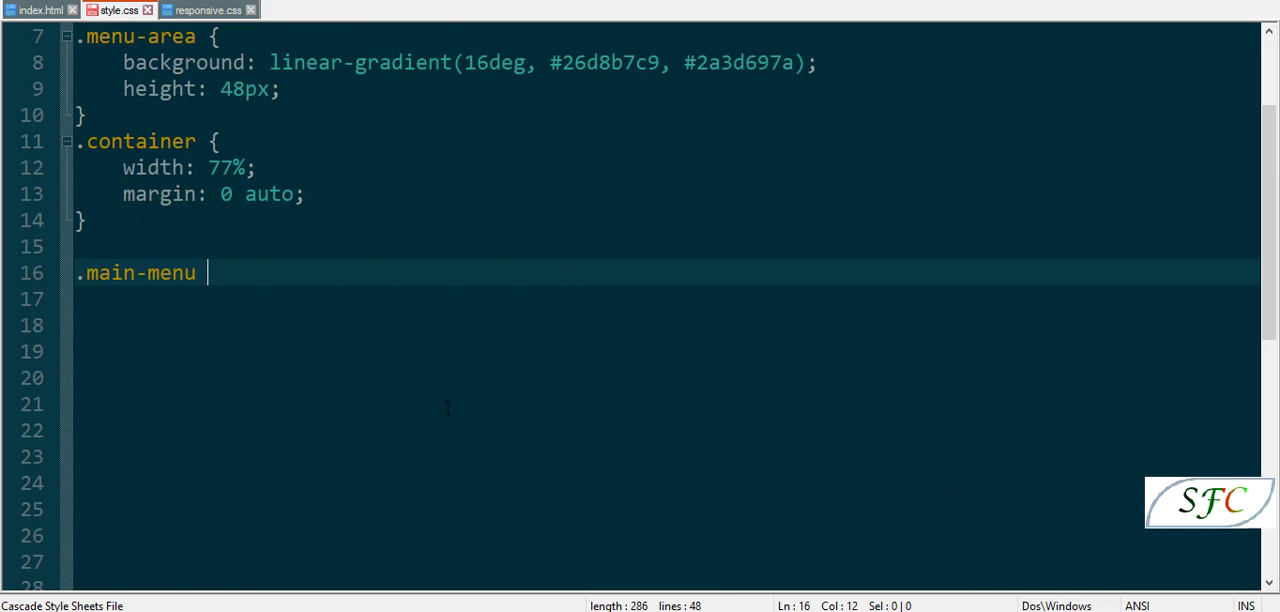 index.html style.css responsive.css
7 .menu-area {
8 background: linear-gradient(16deg, #26d8b7c9, #2a3d697a);
9 height: 48px;
10 }
11 .container {
12 width: 77%;
13 margin: 0 auto;
14 }
15
16 .main-menu
17
18
19
20
21
22
23
24
25
26
27
28
SFC
Cascade Style Sheets File length : 286 lines : 48 Ln : 16 Col : 12 Sel : 0 | 0 Dos\Windows ANSI INS